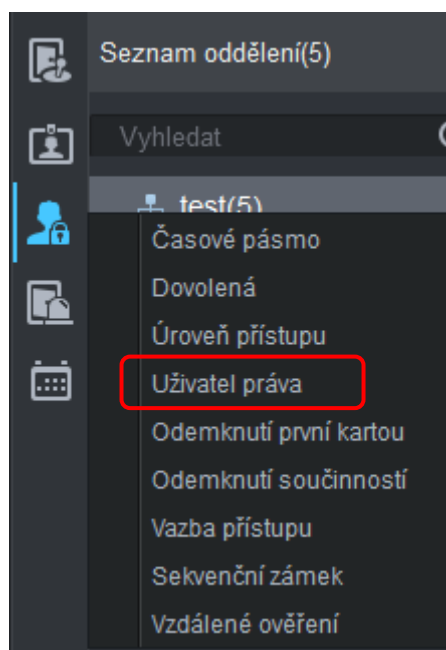 Seznam oddělení(5)
Vyhledat
test(5)
Časové pásmo
Dovolená
Úroveň přístupu
Uživatel práva
Odemknutí první kartou
Odemknutí součinností
Vazba přístupu
Sekvenční zámek
Vzdálené ověření